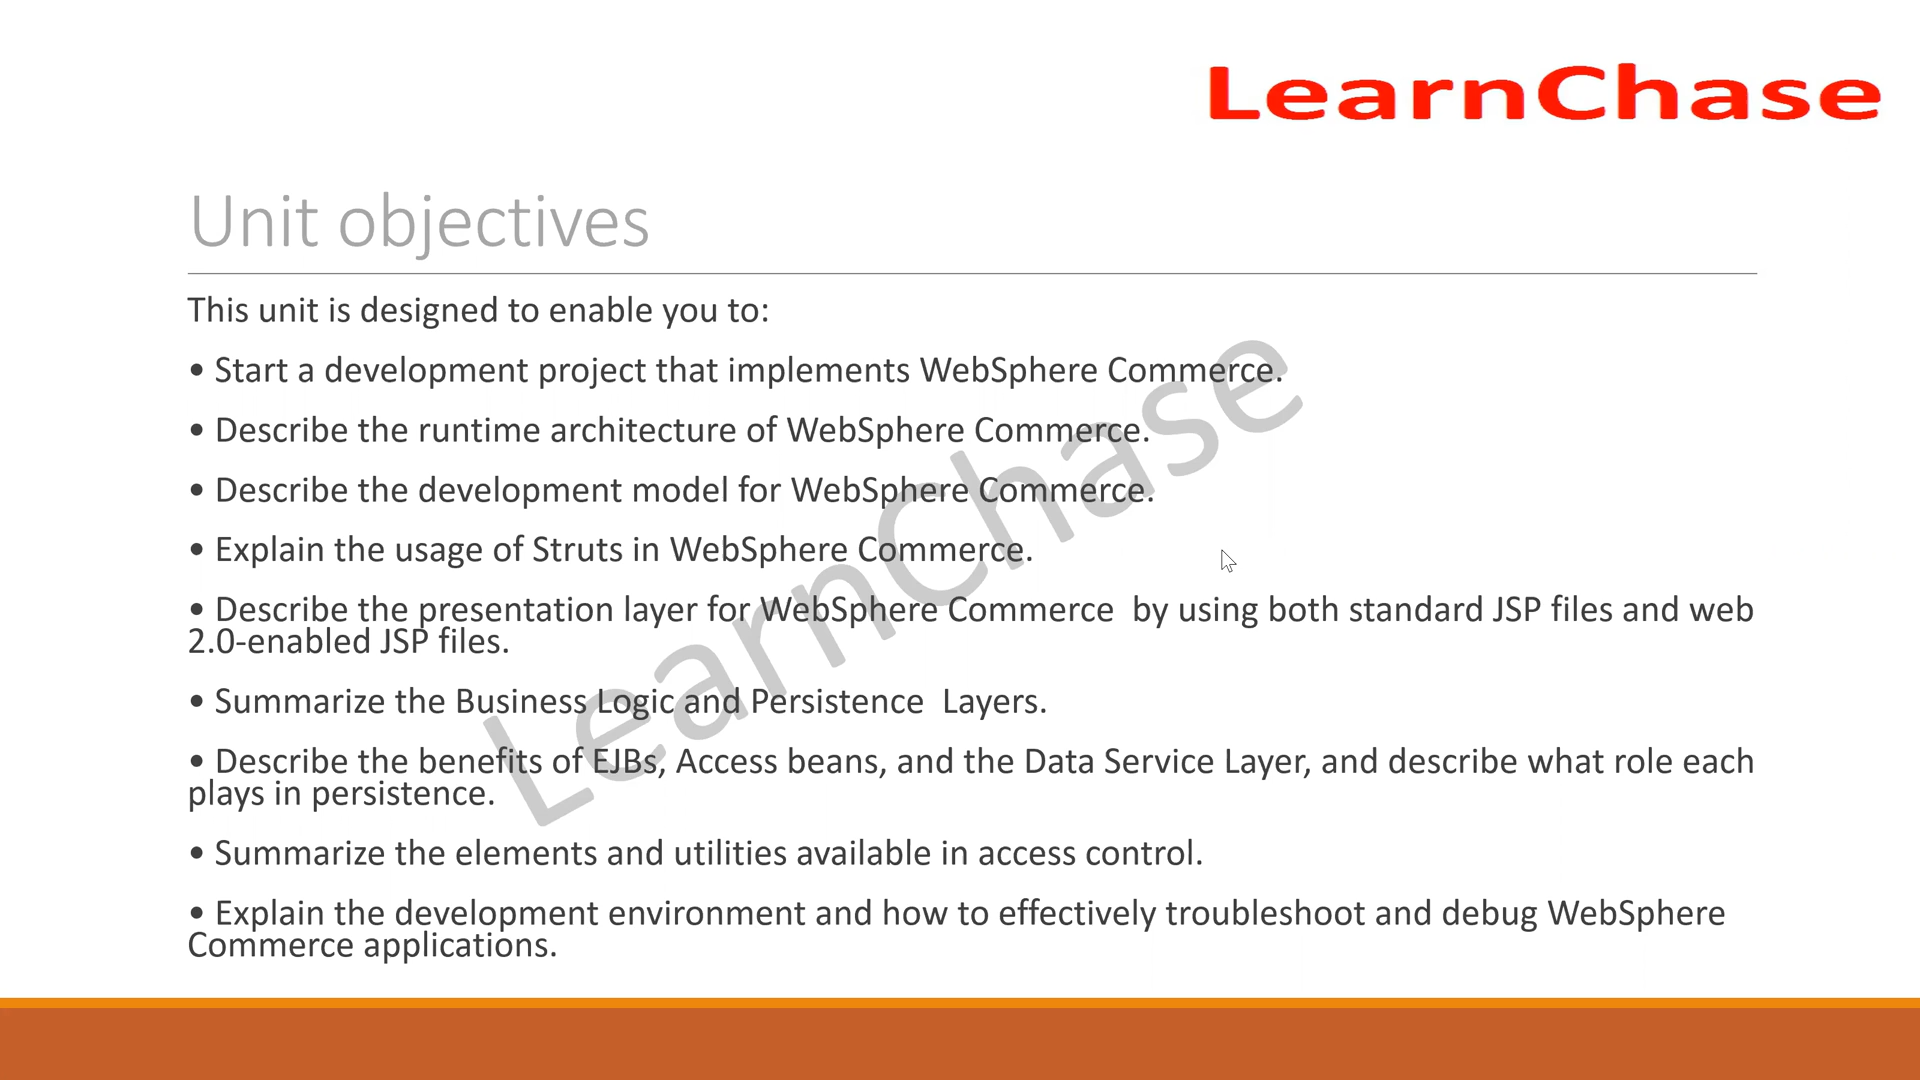 LearnChase
Unit objectives
This unit is designed to enable you to:
• Start a development project that implements WebSphere Commerce.
• Describe the runtime architecture of WebSphere Commerce.
• Describe the development model for WebSphere Commerce.
• Explain the usage of Struts in WebSphere Commerce.
• Describe the presentation layer for WebSphere Commerce  by using both standard JSP files and web
2.0-enabled JSP files.
• Summarize the Business Logic and Persistence  Layers.
• Describe the benefits of EJBs, Access beans, and the Data Service Layer, and describe what role each
plays in persistence.
• Summarize the elements and utilities available in access control.
• Explain the development environment and how to effectively troubleshoot and debug WebSphere
Commerce applications.
LearnChase